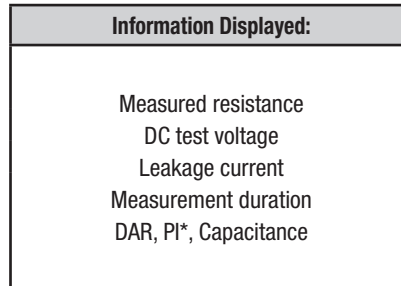 Information Displayed:
Measured resistance
DC test voltage
Leakage current
Measurement duration
DAR, PI*, Capacitance